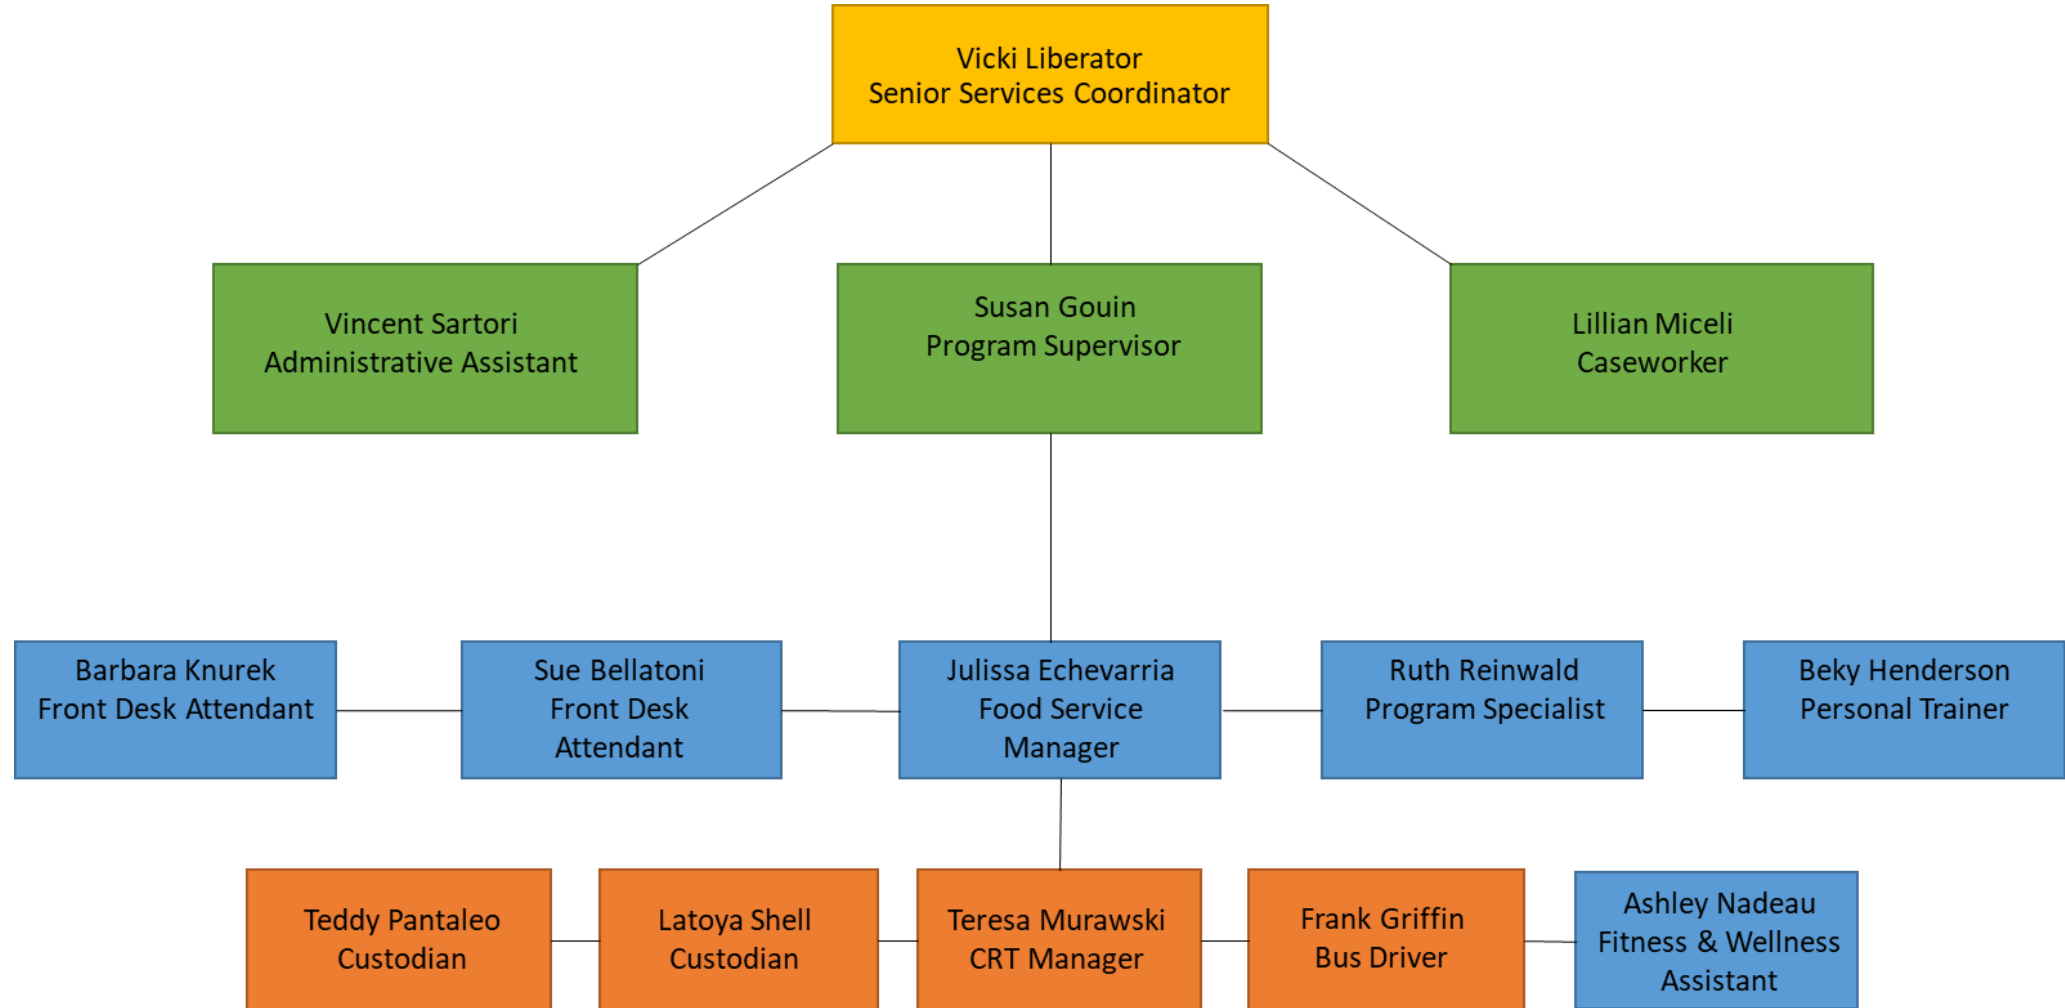 Vicki Liberator
Senior Services Coordinator
Vincent Sartori
Administrative Assistant
Susan Gouin
Program Supervisor
Lillian Miceli
Caseworker
Barbara Knurek
Front Desk Attendant
Sue Bellatoni
Front Desk
Attendant
Julissa Echevarria
Food Service
Manager
Ruth Reinwald
Program Specialist
Beky Henderson
Personal Trainer
Teddy Pantaleo
Custodian
Latoya Shell
Custodian
Teresa Murawski
CRT Manager
Frank Griffin
Bus Driver
Ashley Nadeau
Fitness & Wellness
Assistant